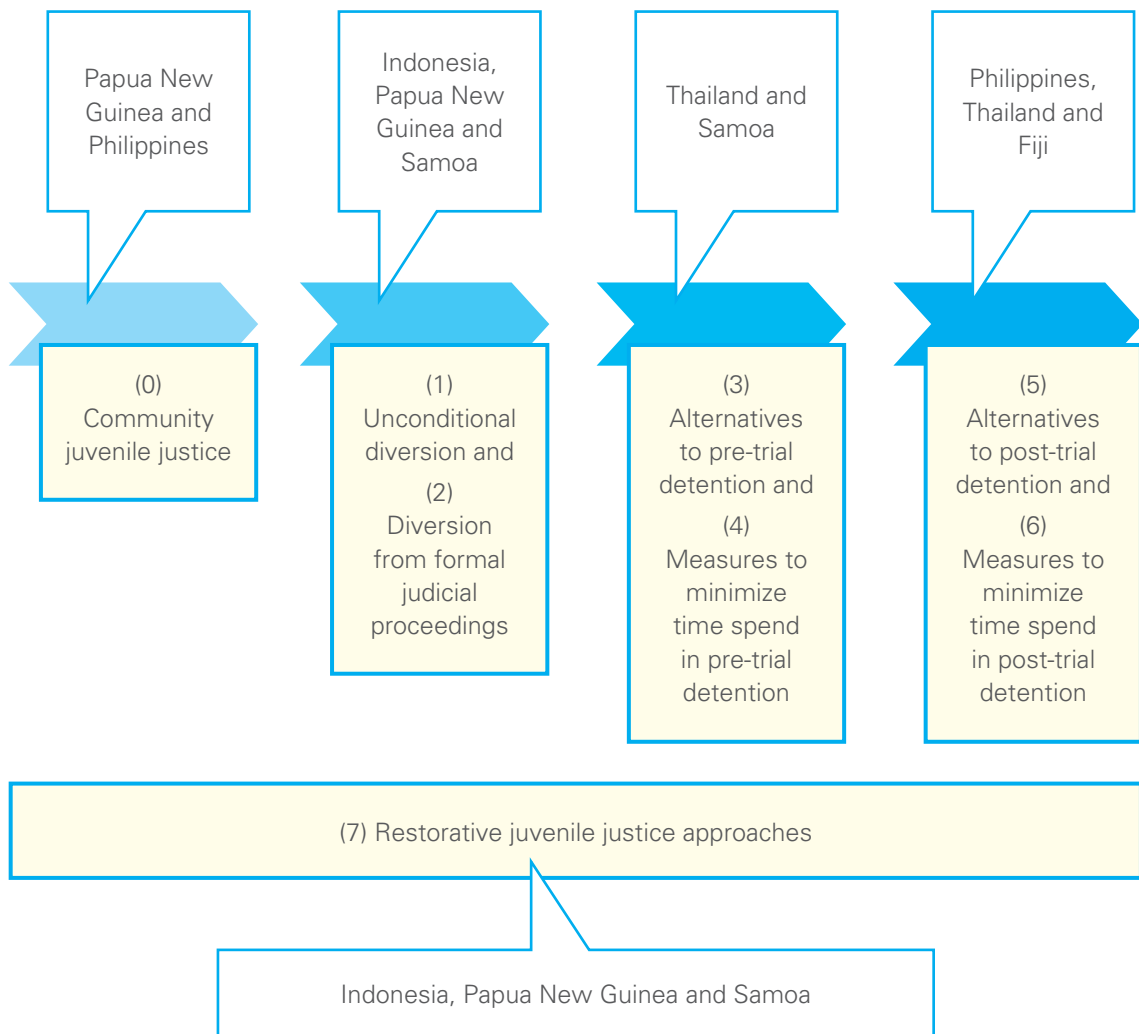 Papua New
Guinea and
Philippines
Indonesia,
Papua New
Guinea and
Samoa
Thailand and
Samoa
Philippines,
Thailand and
Fiji
(0)
Community
juvenile justice
(1)
Unconditional
diversion and
(2)
Diversion
from formal
judicial
proceedings
(3)
Alternatives
to pre-trial
detention and
(4)
Measures to
minimize
time spend
in pre-trial
detention
(5)
Alternatives
to post-trial
detention and
(6)
Measures to
minimize
time spend
in post-trial
detention
(7) Restorative juvenile justice approaches
Indonesia, Papua New Guinea and Samoa